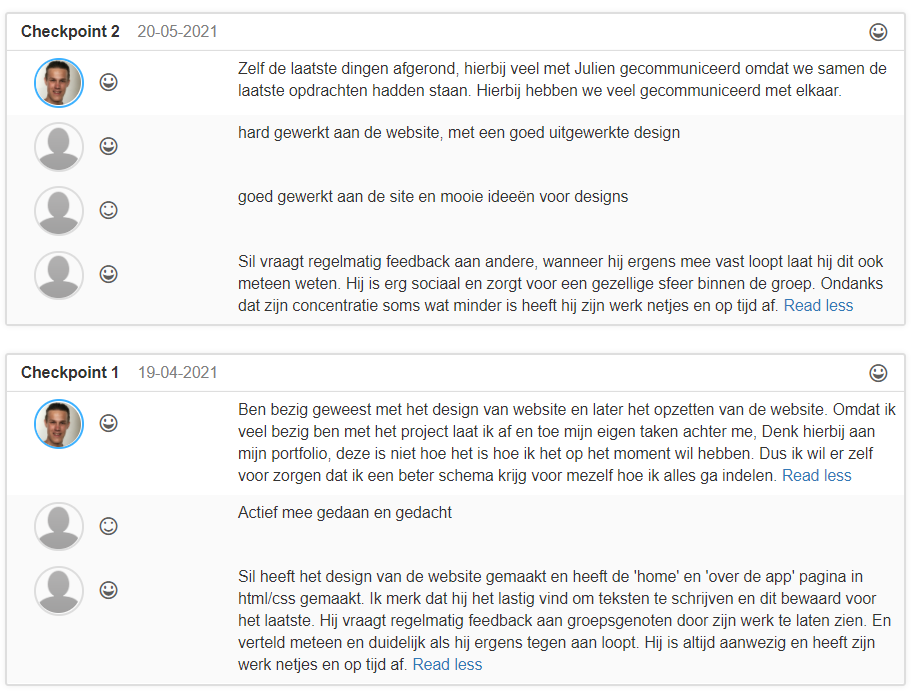 Checkpoint 2 20-05-2021
Zelf de laatste dingen afgerond, hierbij veel met Julien gecommuniceerd omdat we samen de
laatste opdrachten hadden staan. Hierbij hebben we veel gecommuniceerd met elkaar.
hard gewerkt aan de website, met een goed uitgewerkte design
goed gewerkt aan de site en mooie ideeën voor designs
Sil vraagt regelmatig feedback aan andere, wanneer hij ergens mee vast loopt laat hij dit ook
meteen weten. Hij is erg sociaal en zorgt voor een gezellige sfeer binnen de groep. Ondanks
dat zijn concentratie soms wat minder is heeft hij zijn werk netjes en op tijd af. Read less
Checkpoint 1 19-04-2021
Ben bezig geweest met het design van website en later het opzetten van de website. Omdat ik
veel bezig ben met het project laat ik af en toe mijn eigen taken achter me, Denk hierbij aan
mijn portfolio, deze is niet hoe het is hoe ik het op het moment wil hebben. Dus ik wil er zelf
voor zorgen dat ik een beter schema krijg voor mezelf hoe ik alles ga indelen. Read less
Actief mee gedaan en gedacht
Sil heeft het design van de website gemaakt en heeft de 'home' en 'over de app' pagina in
html/css gemaakt. Ik merk dat hij het lastig vind om teksten te schrijven en dit bewaard voor
het laatste. Hij vraagt regelmatig feedback aan groepsgenoten door zijn werk te laten zien. En
verteld meteen en duidelijk als hij ergens tegen aan loopt. Hij is altijd aanwezig en heeft zijn
werk netjes en op tijd af. Read less